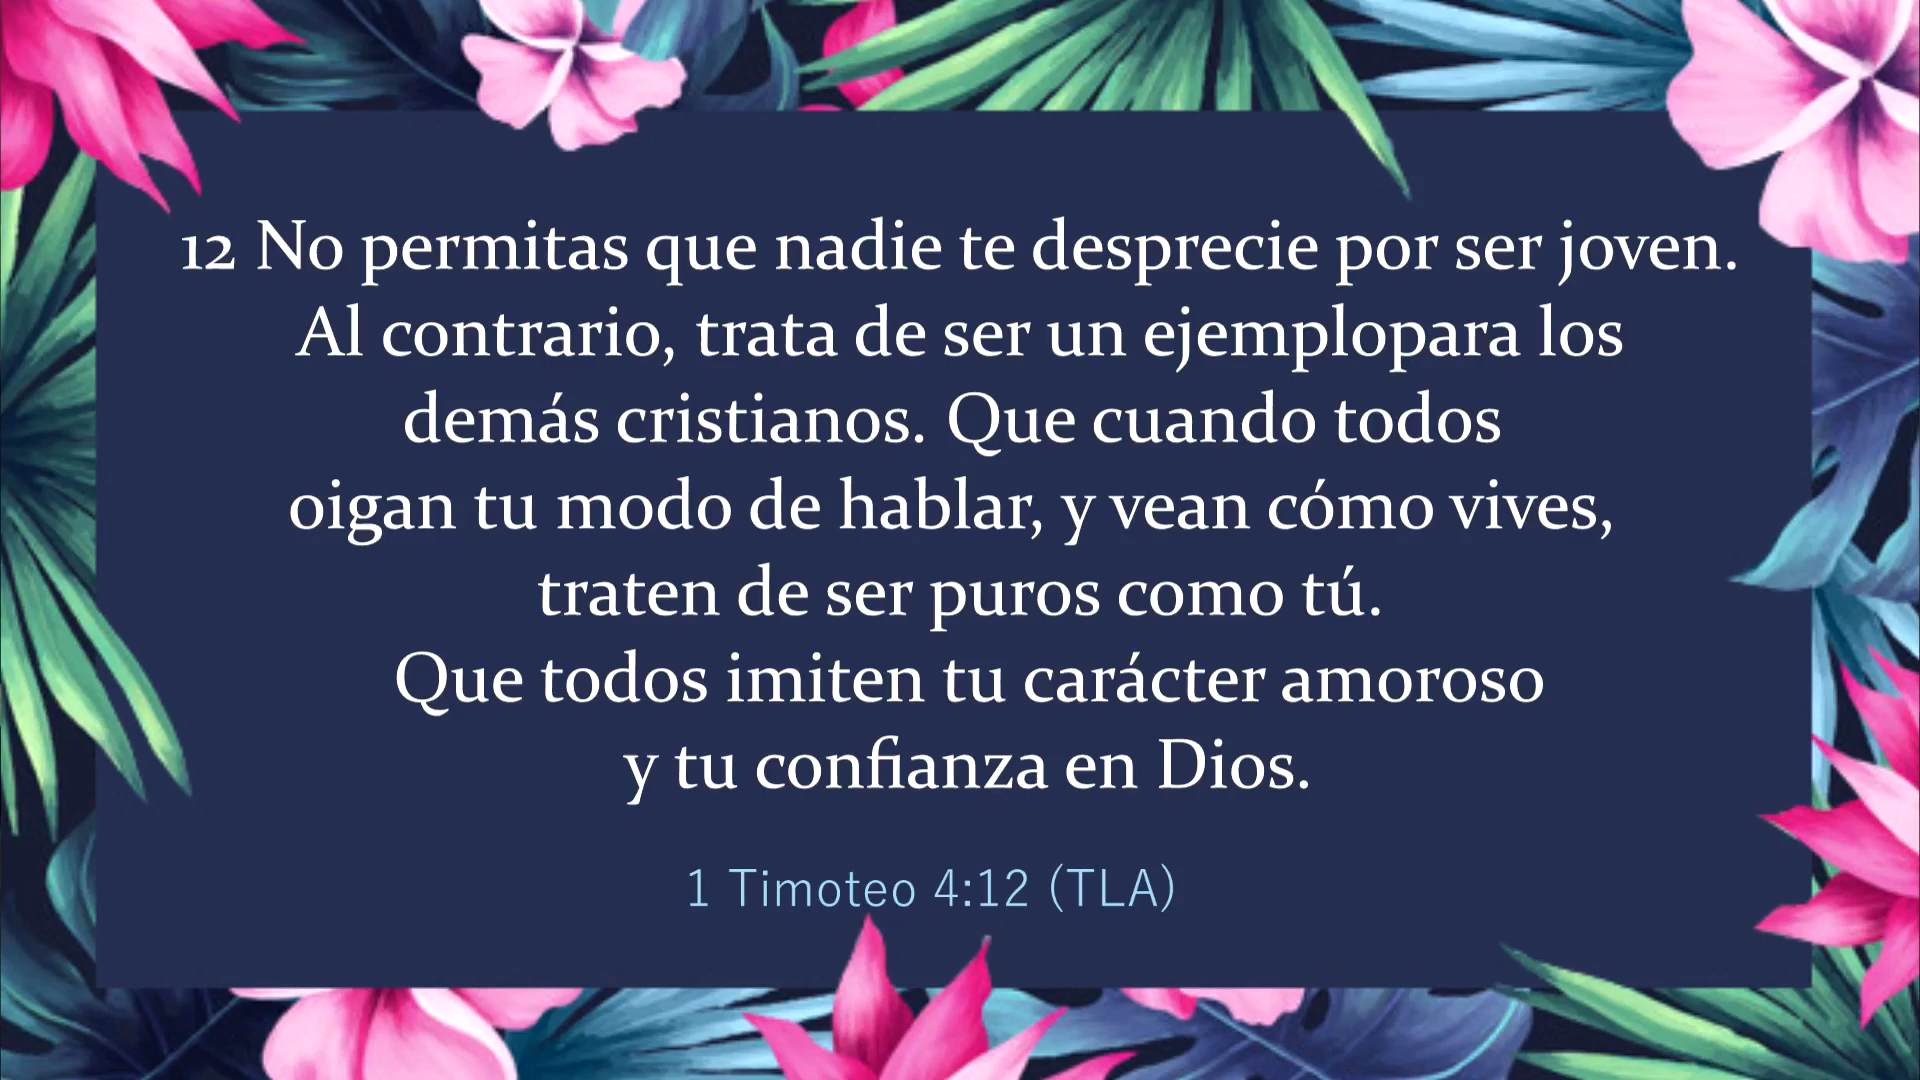 12 No permitas que nadie te desprecie por ser joven.
Al contrario, trata de ser un ejemplopara los
demás cristianos. Que cuando todos
oigan tu modo de hablar, y vean cómo vives,
traten de ser puros como tú.
Que todos imiten tu carácter amoroso
y tu confianza en Dios.
1 Timoteo 4:12 (TLA)